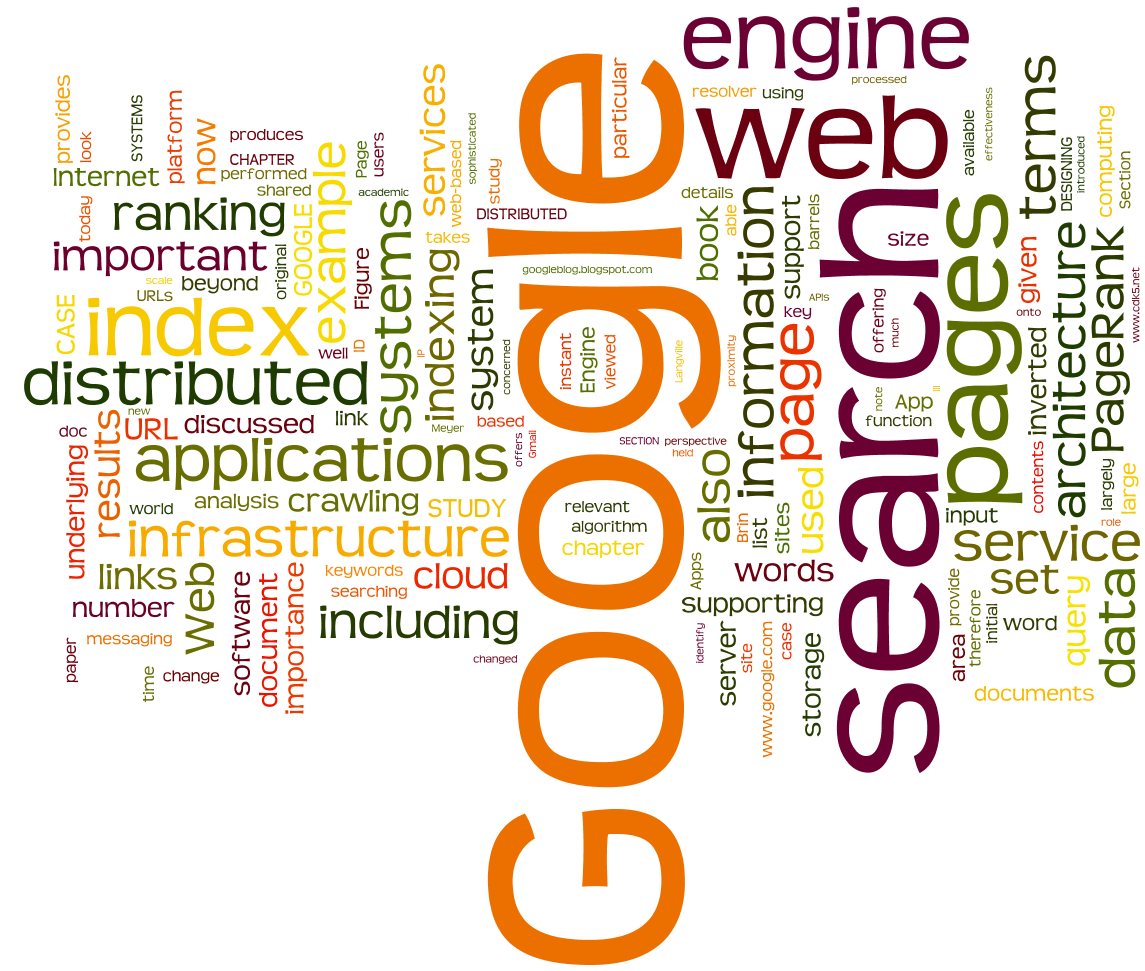 engine
processed
resolver
using
web
particular
Google
search
available
effectiveness
terms
DESIGNING
introduced
computing
section
provides
look
SYSTEMS
platform
now
produces
CHAPTER
performed
shared
Internet
Page
users
academic
services
web-based
sophisticated
study
DISTRIBUTED
today
ranking
important
original
GOOGLE
example
Figure
systems
takes
indexing
system
googleblog.blogspot.com
scale
beyond
URLs
CASE
index
well
ID
IP
concerned
distributed
new
link
Meyer
based
offers
Gmail
doc
URL
discussed
results
underlying
applications
world
analysis
crawling
STUDY
infrastructure
links
Web
number
messaging
paper
time
change
software
document
importance
keywords
searching
cloud
including
changed
instant
Engine
viewed
Langville
proximity
SECTION
perspective
held
relevant
algorithm
chapter
details
book
able
information
support
barrels
APIs
key
page
size
offering
much
note
App
function
III
pages
given
onto
inverted
architecture
PageRank
www.cdk5.net
contents
largely
large
role
input
also
Brin
list
sites
used
Apps
words
supporting
identify
server
site
www.google.com
case
storage
service
set
query
data
provide
therefore
initial
area
word
documents